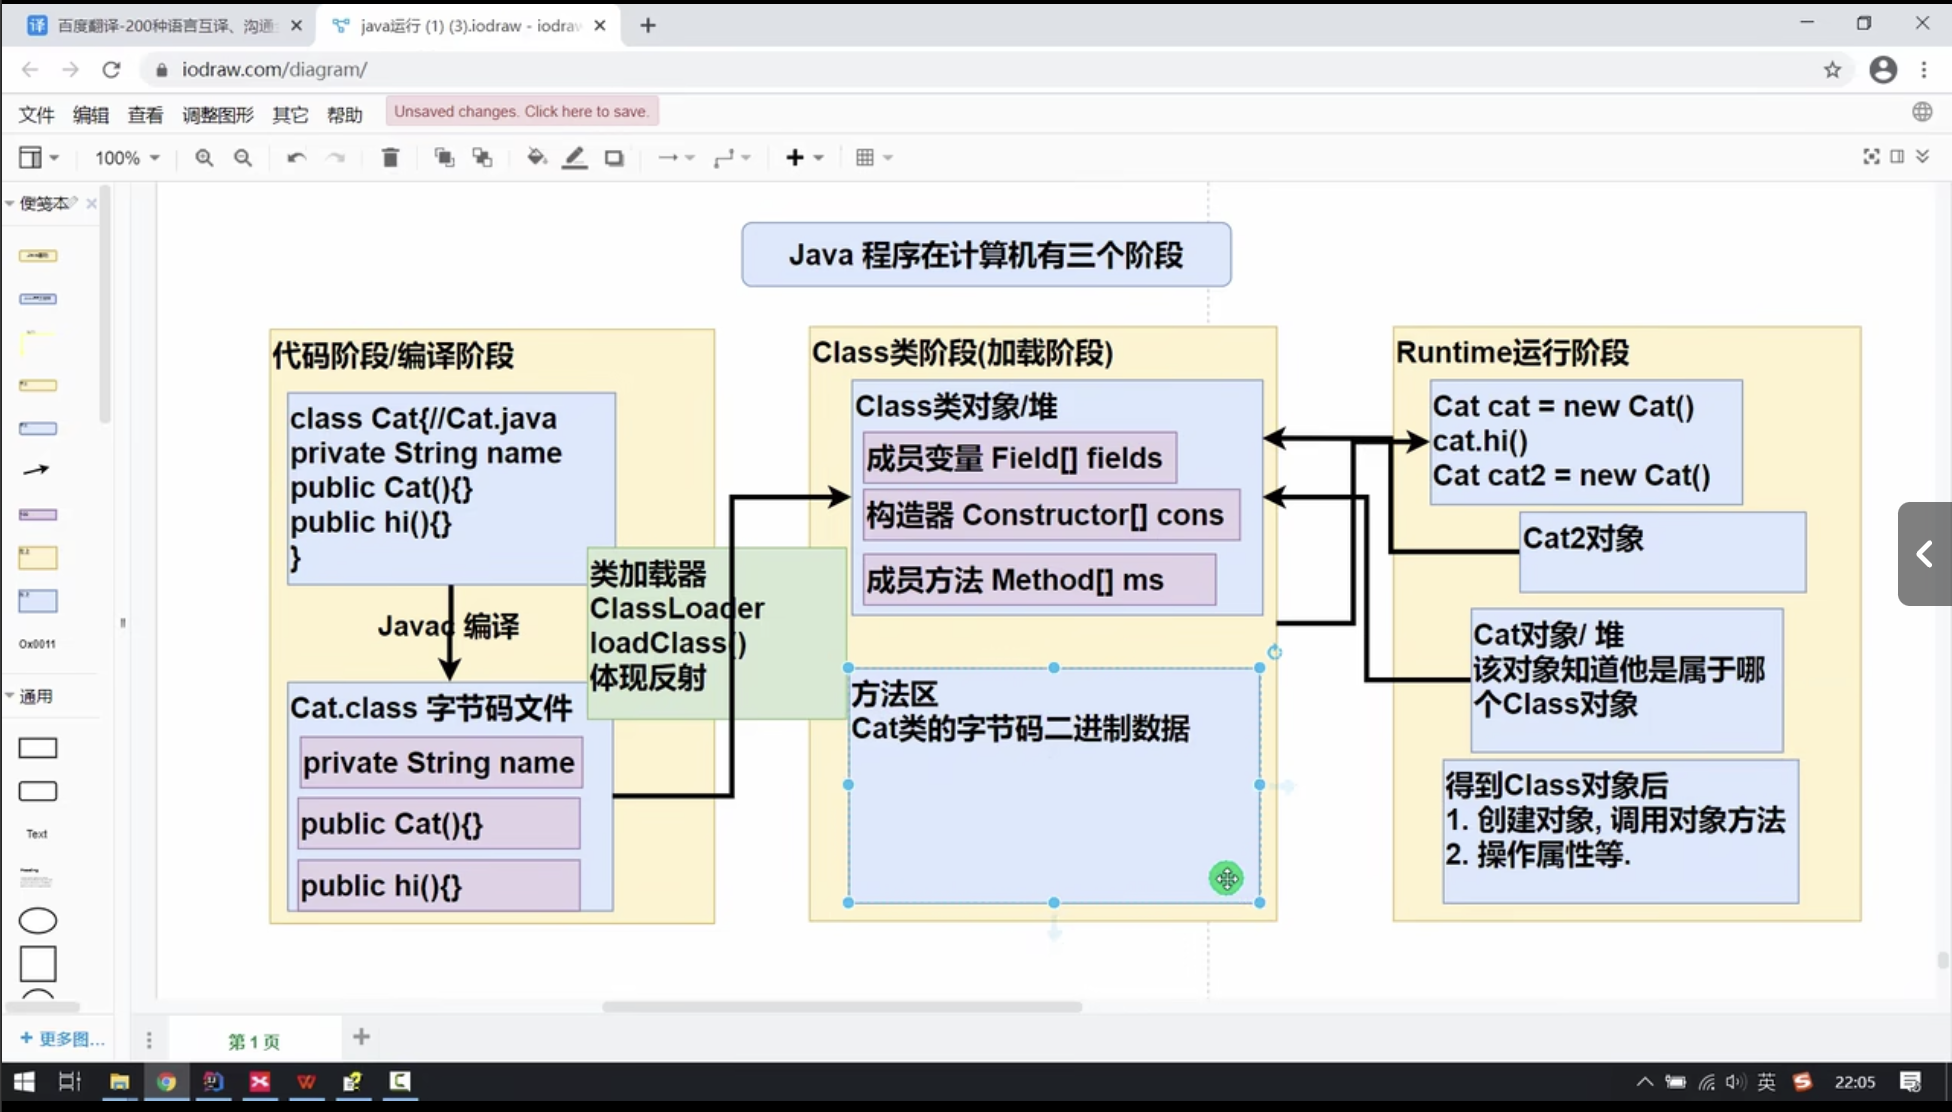 百度翻译-200种语言互译、沟通
java运行 (1) (3).iodraw - iodraw
iodraw.com/diagram/
文件 编辑 查看 调整图形 其它 帮助 Unsaved changes. Click here to save.
100%
便笺本
Ox0011
通用
Text
更多图...
Java 程序在计算机有三个阶段
代码阶段/编译阶段
class Cat{//Cat.java
private String name
public Cat(){}
public hi(){}
}
Javac 编译
Cat.class 字节码文件
private String name
public Cat(){}
public hi(){}
类加载器
ClassLoader
loadClass()
体现反射
Class类阶段(加载阶段)
Class类对象/堆
成员变量 Field[] fields
构造器 Constructor[] cons
成员方法 Method[] ms
方法区
Cat类的字节码二进制数据
Runtime运行阶段
Cat cat = new Cat()
cat.hi()
Cat cat2 = new Cat()
Cat2对象
Cat对象/ 堆
该对象知道他是属于哪
个Class对象
得到Class对象后
1. 创建对象, 调用对象方法
2. 操作属性等.
第 1 页
英
22:05